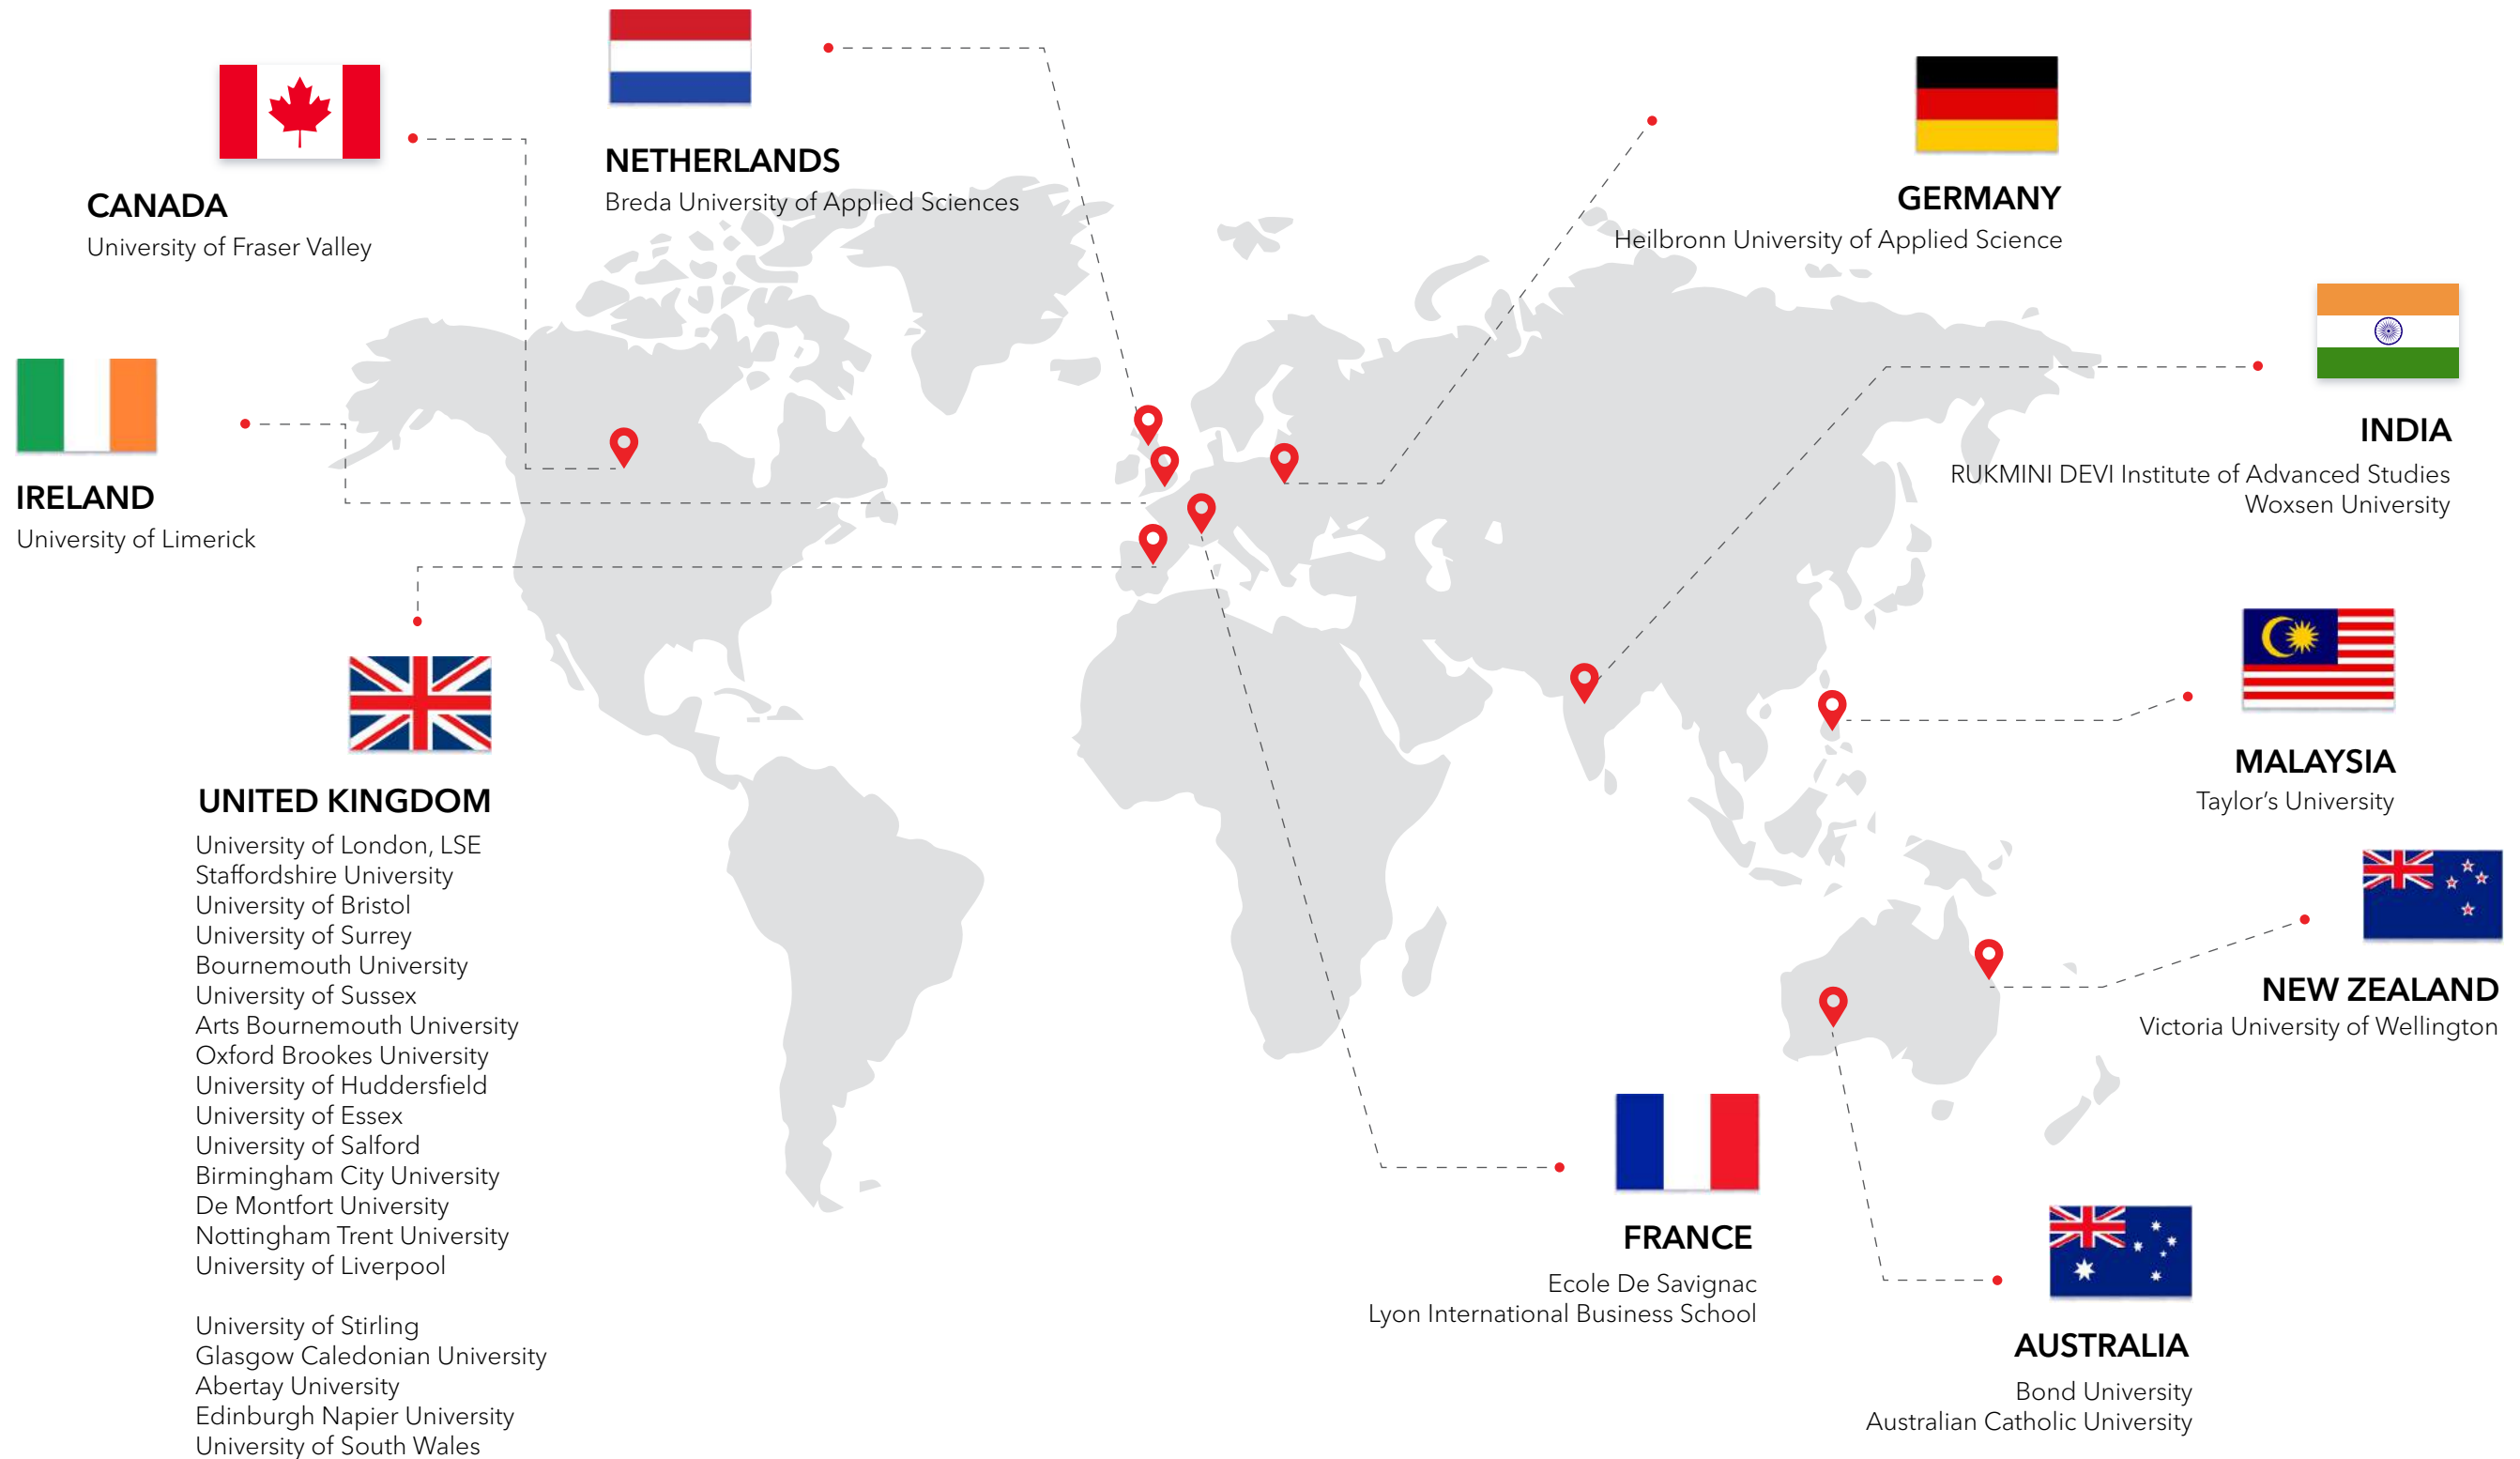 NETHERLANDS
Breda University of Applied Sciences
CANADA
University of Fraser Valley
GERMANY
Heilbronn University of Applied Science
INDIA
RUKMINI DEVI Institute of Advanced Studies
Woxsen University
IRELAND
University of Limerick
MALAYSIA
Taylor’s University
UNITED KINGDOM
University of London, LSE
Staffordshire University
University of Bristol
University of Surrey
Bournemouth University
University of Sussex
Arts Bournemouth University
Oxford Brookes University
University of Huddersfield
University of Essex
University of Salford
Birmingham City University
De Montfort University
Nottingham Trent University
University of Liverpool
University of Stirling
Glasgow Caledonian University
Abertay University
Edinburgh Napier University
University of South Wales
NEW ZEALAND
Victoria University of Wellington
FRANCE
Ecole De Savignac
Lyon International Business School
AUSTRALIA
Bond University
Australian Catholic University